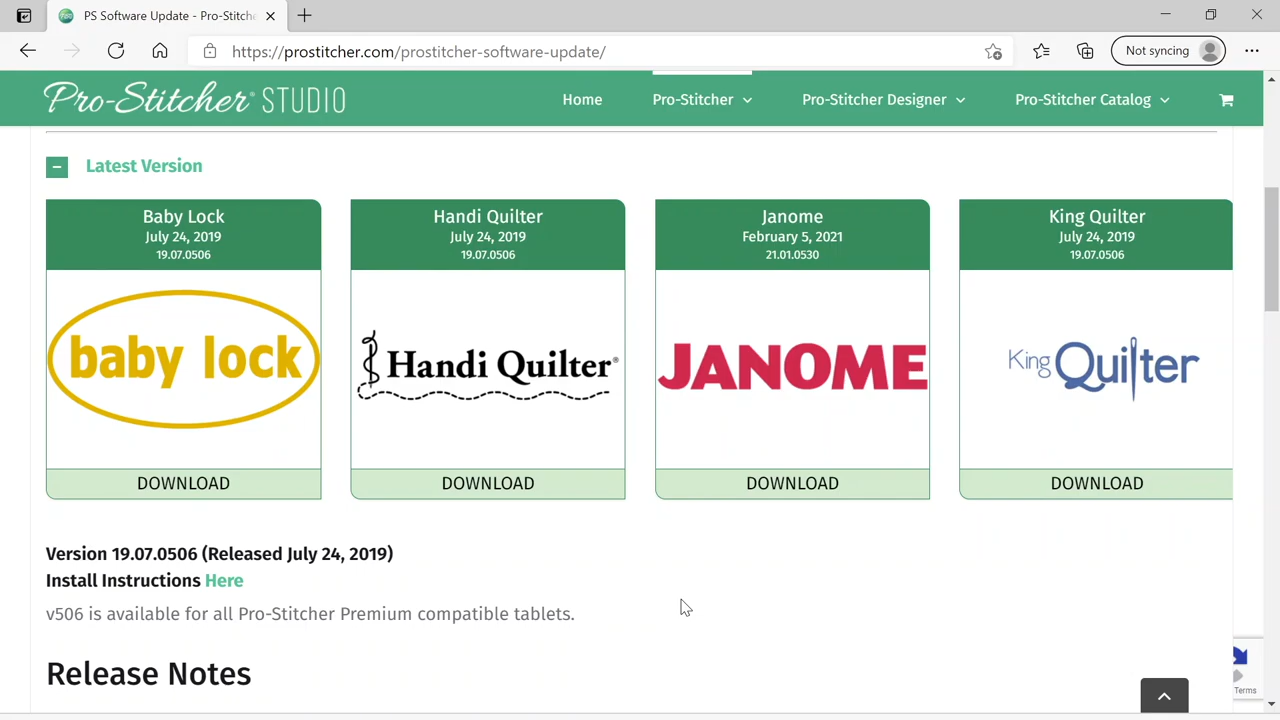 PS Software Update - Pro-Stitche
https://prostitcher.com/prostitcher-software-update/
Not syncing
Pro-Stitcher® STUDIO
Home
Pro-Stitcher
Pro-Stitcher Designer
Pro-Stitcher Catalog
Latest Version
Baby Lock
July 24, 2019
19.07.0506
baby lock
DOWNLOAD
Handi Quilter
July 24, 2019
19.07.0506
Handi Quilter®
DOWNLOAD
Janome
February 5, 2021
21.01.0530
JANOME
DOWNLOAD
King Quilter
July 24, 2019
19.07.0506
King Quilter
DOWNLOAD
Version 19.07.0506 (Released July 24, 2019)
Install Instructions Here
v506 is available for all Pro-Stitcher Premium compatible tablets.
Release Notes
Terms